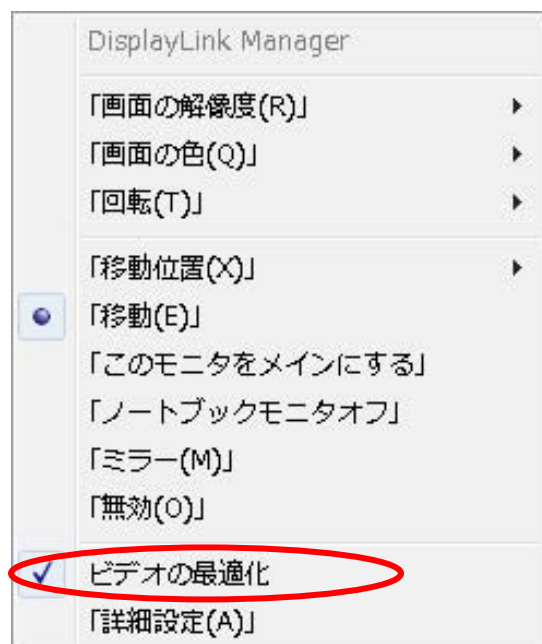 DisplayLink Manager
「画面の解像度(R)」
「画面の色(Q)」
「回転(T)」
「移動位置(X)」
「移動(E)」
「このモニタをメインにする」
「ノートブックモニタオフ」
「ミラー(M)」
「無効(O)」
ビデオの最適化
「詳細設定(A)」